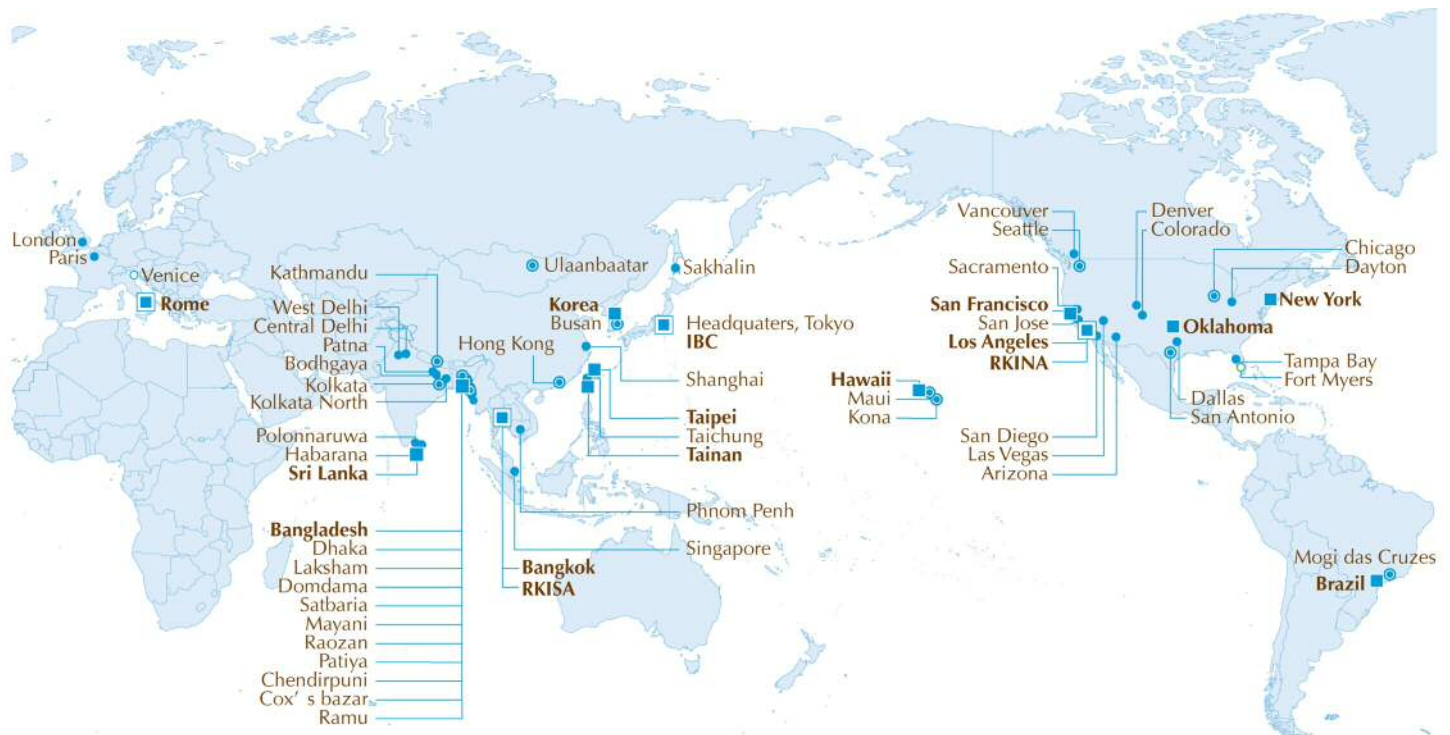 London
Paris
Venice
Rome
Kathmandu
West Delhi
Central Delhi
Patna
Bodhgaya
Kolkata
Kolkata North
Polonnaruwa
Habarana
Sri Lanka
Bangladesh
Dhaka
Laksham
Domdama
Satbaria
Mayani
Raozan
Patiya
Chendirpuni
Cox’ s bazar
Ramu
Ulaanbaatar
Sakhalin
Korea
Busan
Hong Kong
Headquaters, Tokyo
IBC
Shanghai
Taipei
Taichung
Tainan
Phnom Penh
Singapore
Bangkok
RKISA
Hawaii
Maui
Kona
Vancouver
Seattle
Sacramento
San Francisco
San Jose
Los Angeles
RKINA
San Diego
Las Vegas
Arizona
Denver
Colorado
Chicago
Dayton
New York
Oklahoma
Tampa Bay
Fort Myers
Dallas
San Antonio
Mogi das Cruzes
Brazil